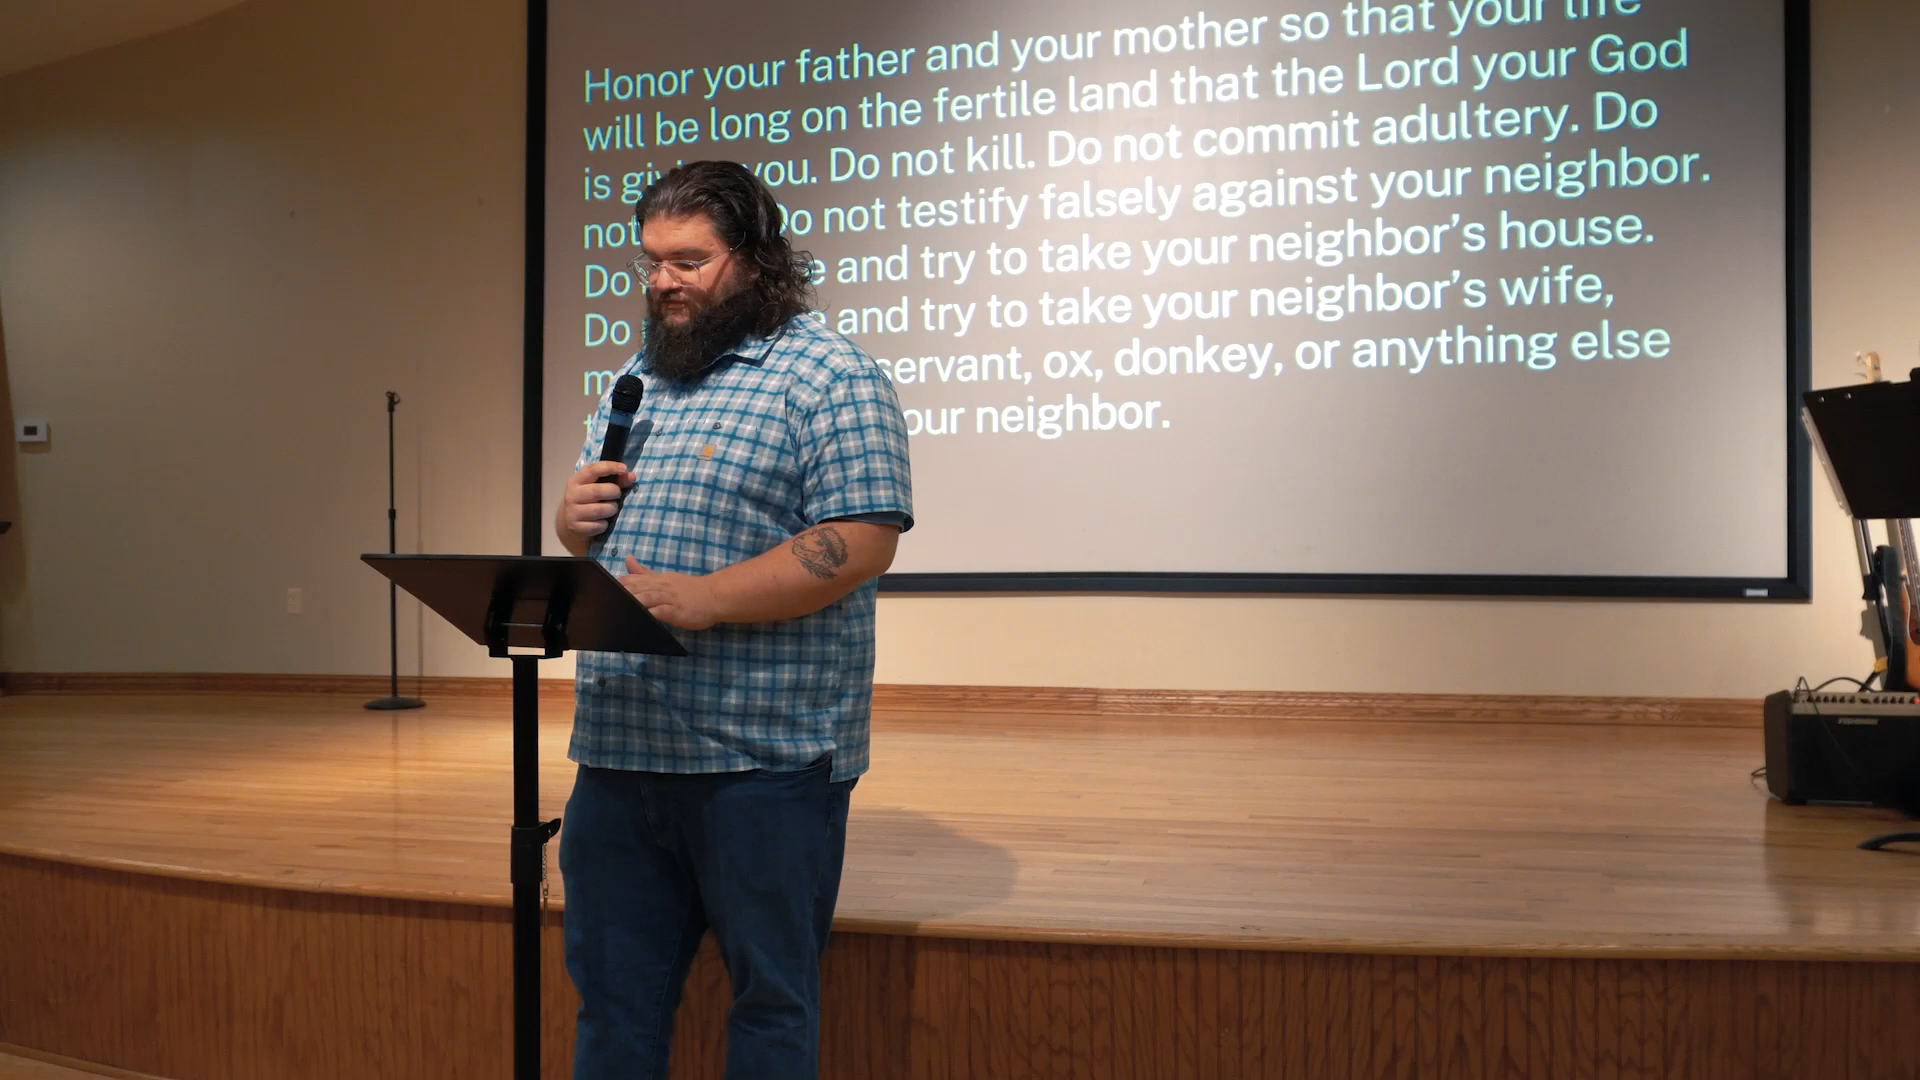 Honor your father and your mother so that your life
will be long on the fertile land that the Lord your God
is you. Do not kill. Do not commit adultery. Do
not Do not testify falsely against your neighbor.
Do and try to take your neighbor's house.
Do and try to take your neighbor's wife,
servant, ox, donkey, or anything else
your neighbor.
FISHMAN